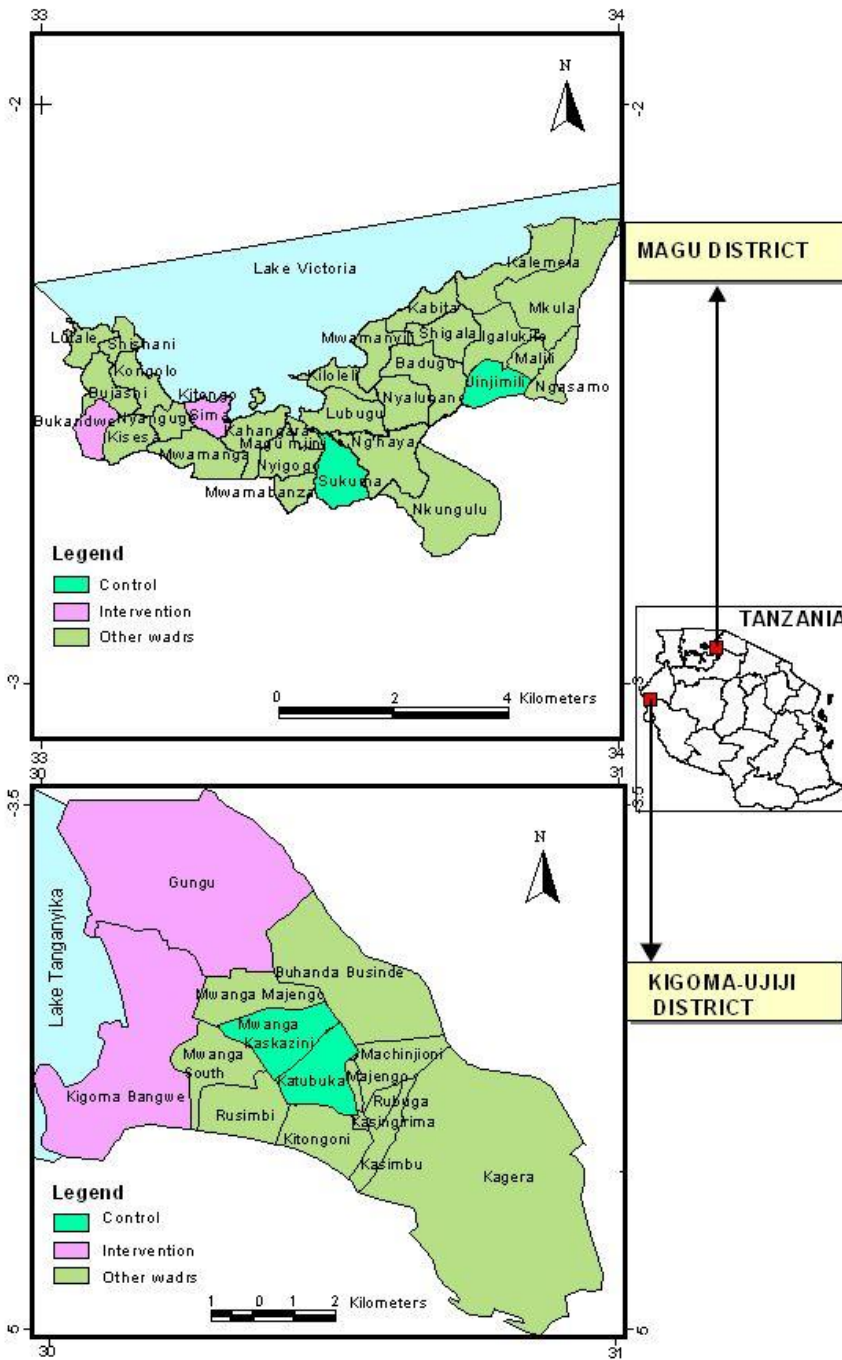 33
34
-2
-2
N
MAGU DISTRICT
Lake Victoria
Kalemela
Kabita
Mkula
Lutale
Shishani
Mwamanyili
Shigala
Igalukilo
Kongolo
Badugu
Malili
Kiloleli
Jinjimili
Bujashi
Kitongo
Ngasamo
Nyalugang
Bukandwe
Nyanguge
Sima
Lubugu
Kisesa
Kahangara
Magu mjini
Ng'haya
Mwamanga
Nyigogo
Sukuma
Mwamabanza
Nkungulu
Legend
Control
Intervention
Other wadrs
TANZANIA
-3
0 2 4 Kilometers
33
34
30
31
-3.5
N
Gungu
Lake Tanganyika
Buhanda Businde
KIGOMA-UJIJI
DISTRICT
Mwanga Majengo
Mwanga
Kaskazini
Mwanga
South
Machinjioni
Katubuka
Majengo
Kigoma Bangwe
Rubuga
Rusimbi
Kasingirima
Kitongoni
Kasimbu
Kagera
Legend
Control
Intervention
Other wadrs
1 0 1 2 Kilometers
5
5
30
31